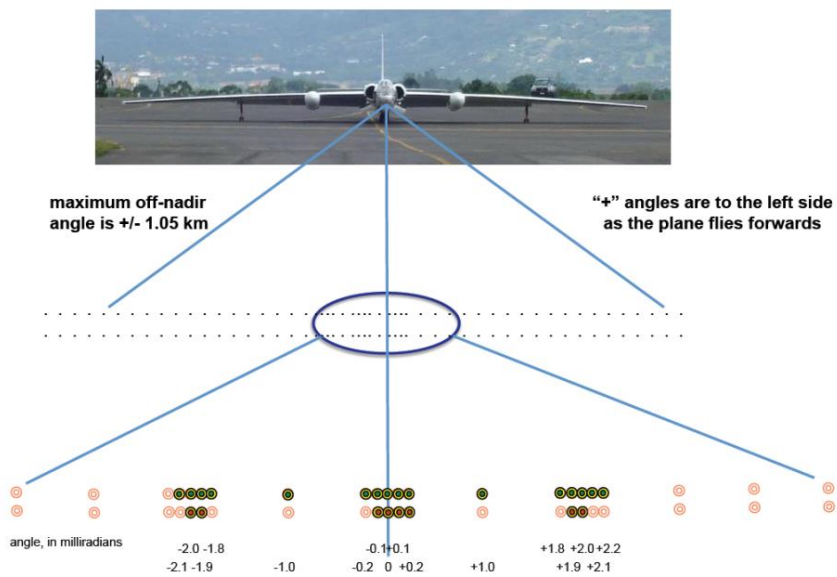 maximum off-nadir
angle is +/- 1.05 km
“+” angles are to the left side
as the plane flies forwards
angle, in milliradians
-2.0 -1.8 -0.1 +0.1 +1.8 +2.0 +2.2
-2.1 -1.9 -1.0 -0.2 0 +0.2 +1.0 +1.9 +2.1